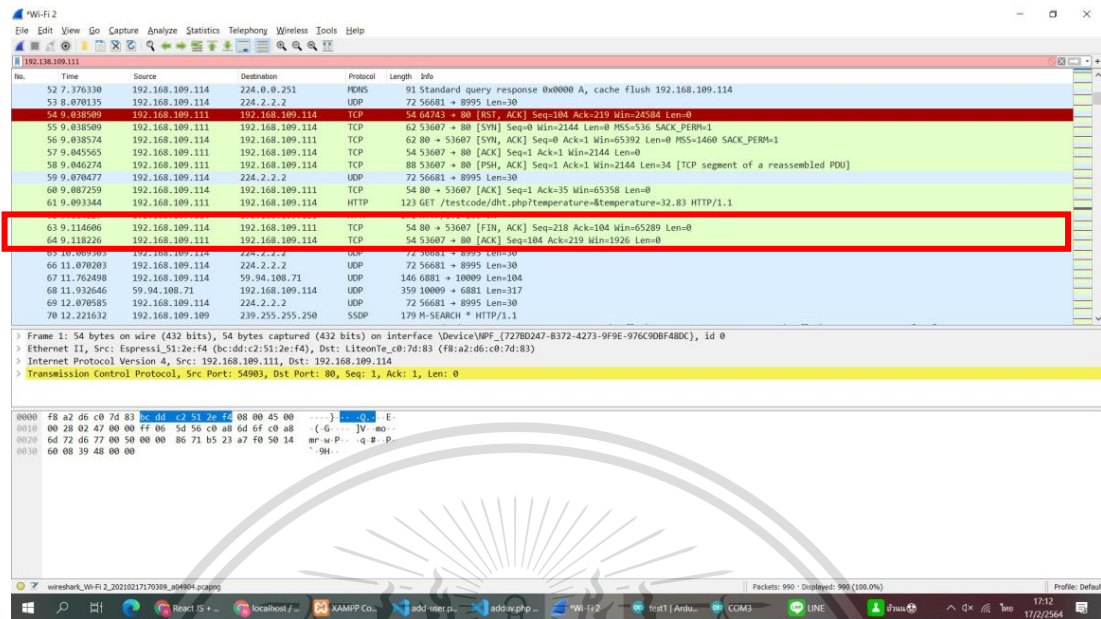 *Wi-Fi 2
File Edit View Go Capture Analyze Statistics Telephony Wireless Tools Help
192.138.109.111
No. Time Source Destination Protocol Length Info
52 7.376330 192.168.109.114 224.0.0.251 MDNS 91 Standard query response 0x0000 A, cache flush 192.168.109.114
53 8.070135 192.168.109.114 224.2.2.2 UDP 72 56681 → 8995 Len=30
54 9.038509 192.168.109.111 192.168.109.114 TCP 54 64743 → 80 [RST, ACK] Seq=104 Ack=219 Win=24584 Len=0
55 9.038509 192.168.109.111 192.168.109.114 TCP 62 53607 → 80 [SYN] Seq=0 Win=2144 Len=0 MSS=536 SACK_PERM=1
56 9.038574 192.168.109.114 192.168.109.111 TCP 62 80 → 53607 [SYN, ACK] Seq=0 Ack=1 Win=65392 Len=0 MSS=1460 SACK_PERM=1
57 9.045565 192.168.109.111 192.168.109.114 TCP 54 53607 → 80 [ACK] Seq=1 Ack=1 Win=2144 Len=0
58 9.046274 192.168.109.111 192.168.109.114 TCP 88 53607 → 80 [PSH, ACK] Seq=1 Ack=1 Win=2144 Len=34 [TCP segment of a reassembled PDU]
59 9.070477 192.168.109.114 224.2.2.2 UDP 72 56681 → 8995 Len=30
60 9.087259 192.168.109.114 192.168.109.111 TCP 54 80 → 53607 [ACK] Seq=1 Ack=35 Win=65358 Len=0
61 9.093344 192.168.109.111 192.168.109.114 HTTP 123 GET /testcode/dht.php?temperature=&temperature=32.83 HTTP/1.1
63 9.114606 192.168.109.114 192.168.109.111 TCP 54 80 → 53607 [FIN, ACK] Seq=218 Ack=104 Win=65289 Len=0
64 9.118226 192.168.109.111 192.168.109.114 TCP 54 53607 → 80 [ACK] Seq=104 Ack=219 Win=1926 Len=0
65 10.069303 192.168.109.114 224.2.2.2 UDP 72 56681 → 8995 Len=30
66 11.070203 192.168.109.114 224.2.2.2 UDP 72 56681 → 8995 Len=30
67 11.762498 192.168.109.114 59.94.108.71 UDP 146 6881 → 10009 Len=104
68 11.932646 59.94.108.71 192.168.109.114 UDP 359 10009 → 6881 Len=317
69 12.070585 192.168.109.114 224.2.2.2 UDP 72 56681 → 8995 Len=30
70 12.221632 192.168.109.109 239.255.255.250 SSDP 179 M-SEARCH * HTTP/1.1
> Frame 1: 54 bytes on wire (432 bits), 54 bytes captured (432 bits) on interface \Device\NPF_{727BD247-B372-4273-9F9E-976C9DBF48DC}, id 0
> Ethernet II, Src: Espressi_51:2e:f4 (bc:dd:c2:51:2e:f4), Dst: LiteonTe_c0:7d:83 (f8:a2:d6:c0:7d:83)
> Internet Protocol Version 4, Src: 192.168.109.111, Dst: 192.168.109.114
> Transmission Control Protocol, Src Port: 54903, Dst Port: 80, Seq: 1, Ack: 1, Len: 0
0000 f8 a2 d6 c0 7d 83 bc dd c2 51 2e f4 08 00 45 00 ····}··· ·Q.···E·
0010 00 28 02 47 00 00 ff 06 5d 56 c0 a8 6d 6f c0 a8 ·(·G···· ]V··mo··
0020 6d 72 d6 77 00 50 00 00 86 71 b5 23 a7 f0 50 14 mr·w·P·· ·q·#··P·
0030 60 08 39 48 00 00 `·9H··
wireshark_Wi-Fi 2_20210217170309_a04904.pcapng Packets: 990 · Displayed: 990 (100.0%) Profile: Defaul
React JS + ... localhost / ... XAMPP Co... add-user.p... adduv.php ... *Wi-Fi 2 test1 | Ardu... COM3 LINE ไทย 17:12
17/2/2564